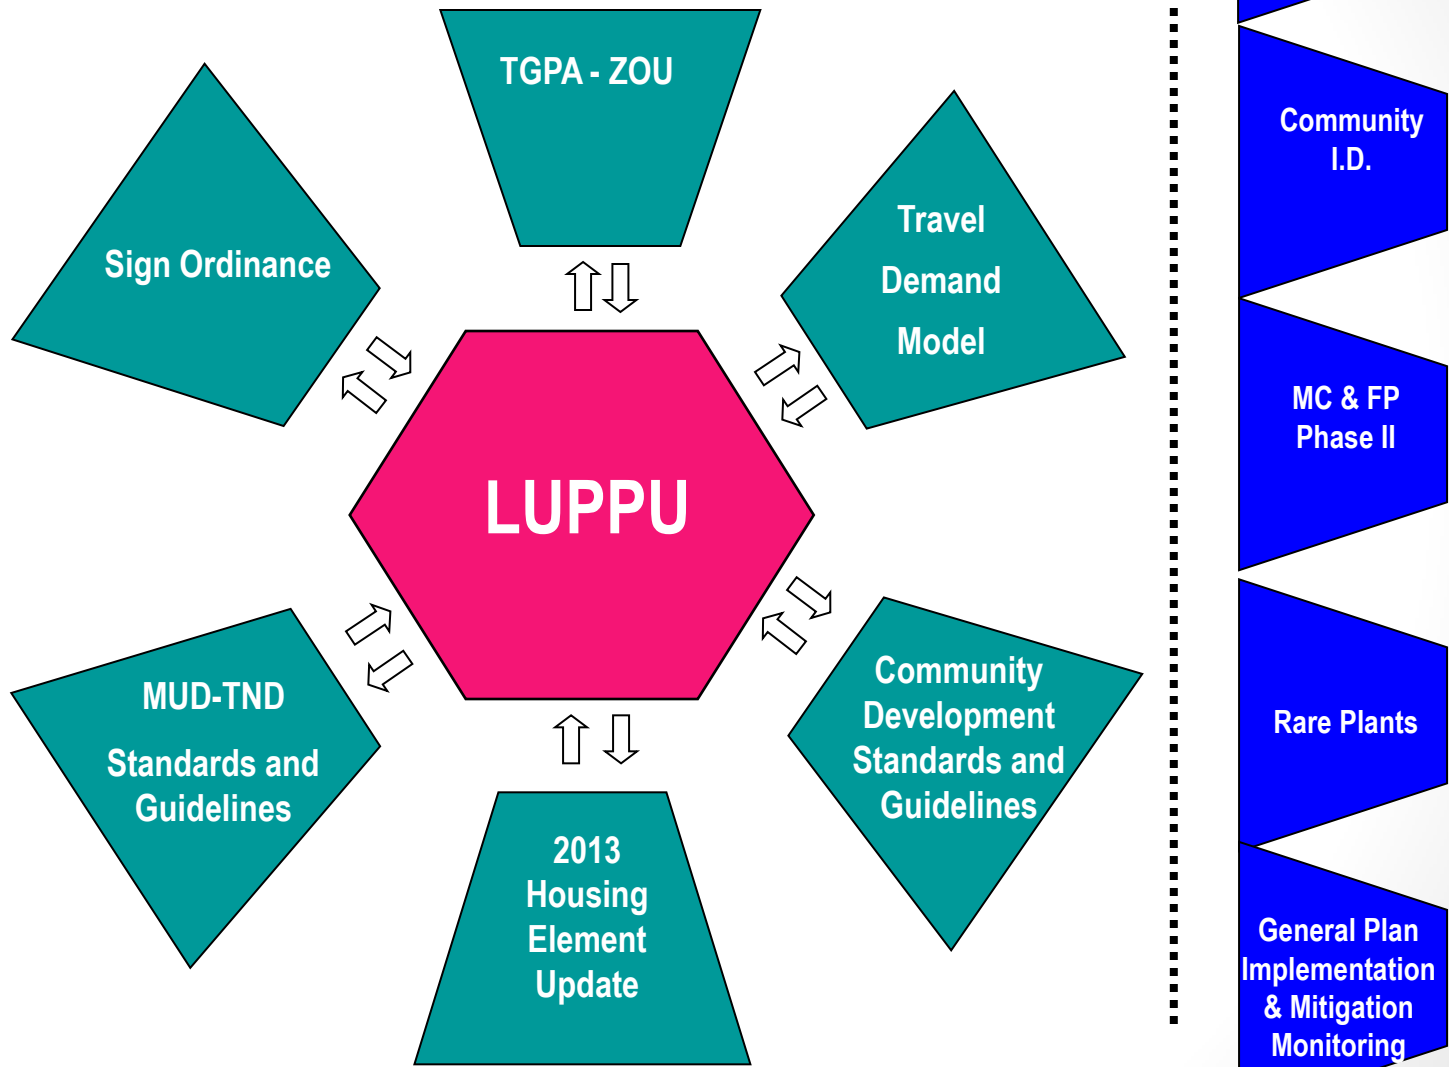 TGPA - ZOU
Sign Ordinance
Travel
Demand
Model
LUPPU
MUD-TND
Standards and
Guidelines
Community
Development
Standards and
Guidelines
2013
Housing
Element
Update
Community
I.D.
MC & FP
Phase II
Rare Plants
General Plan
Implementation
& Mitigation
Monitoring